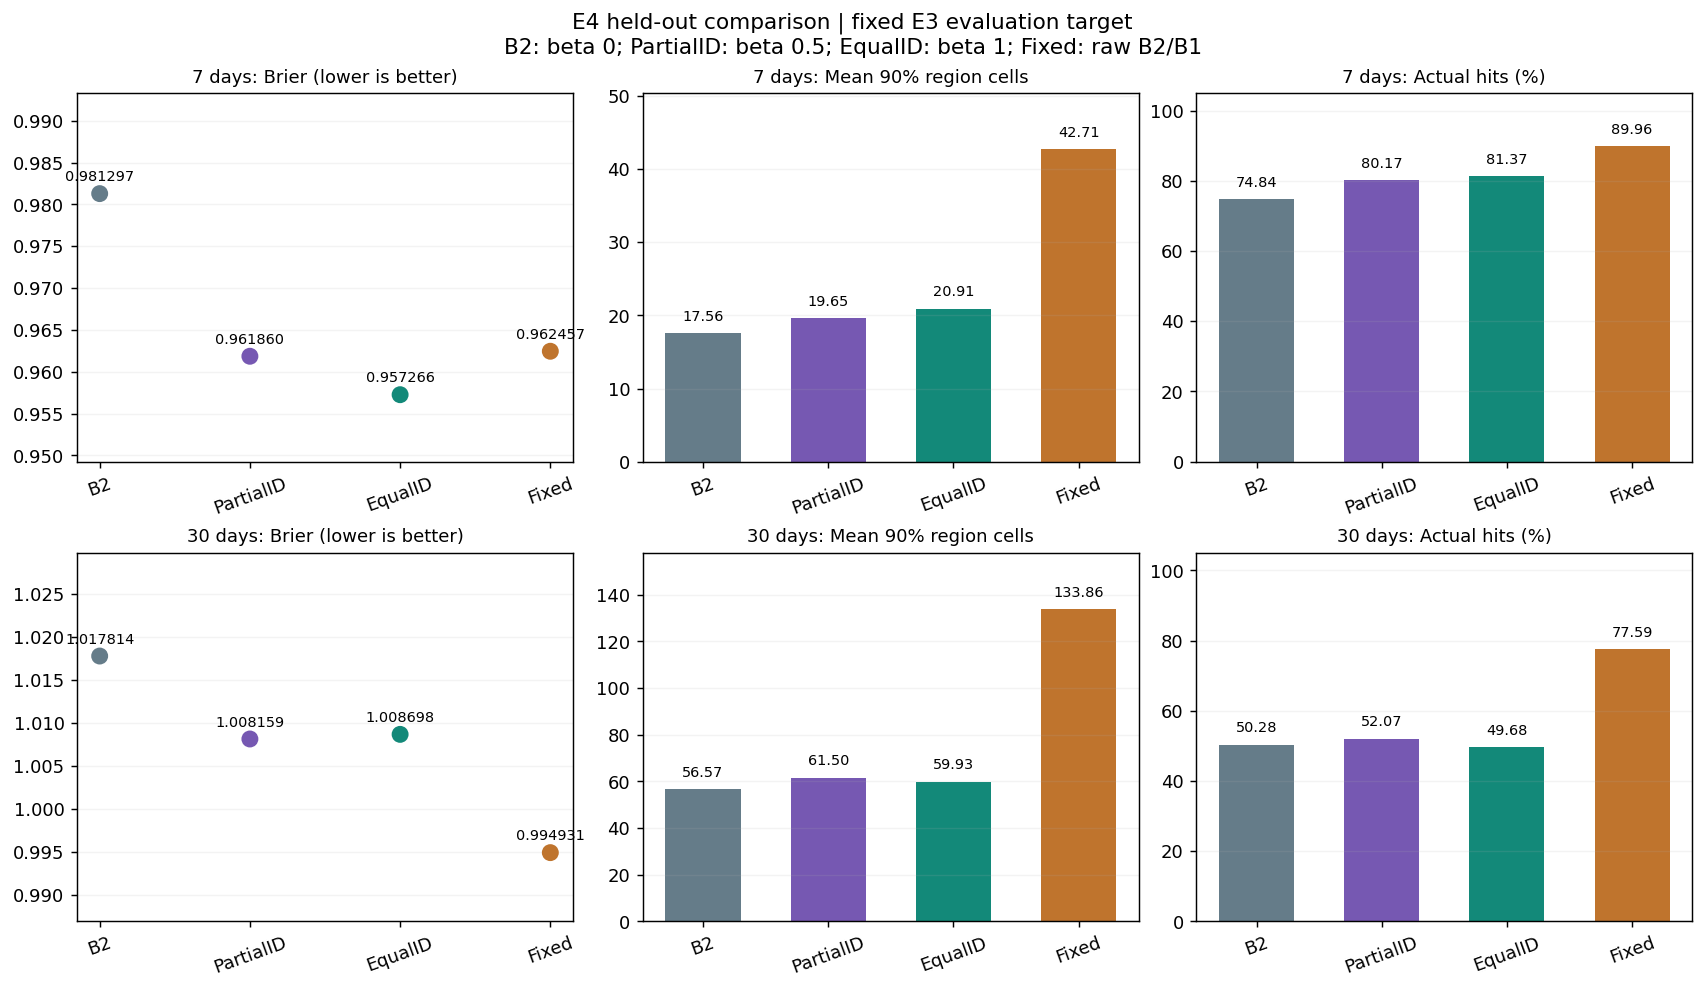 E4 held-out comparison | fixed E3 evaluation target
B2: beta 0; PartialID: beta 0.5; EqualID: beta 1; Fixed: raw B2/B1
7 days: Brier (lower is better)
0.990
0.985
0.980
0.975
0.970
0.965
0.960
0.955
0.950
0.981297
0.961860
0.957266
0.962457
B2
PartialID
EqualID
Fixed
7 days: Mean 90% region cells
50
40
30
20
10
0
17.56
19.65
20.91
42.71
B2
PartialID
EqualID
Fixed
7 days: Actual hits (%)
100
80
60
40
20
0
74.84
80.17
81.37
89.96
B2
PartialID
EqualID
Fixed
30 days: Brier (lower is better)
1.025
1.020
1.015
1.010
1.005
1.000
0.995
0.990
1.017814
1.008159
1.008698
0.994931
B2
PartialID
EqualID
Fixed
30 days: Mean 90% region cells
140
120
100
80
60
40
20
0
56.57
61.50
59.93
133.86
B2
PartialID
EqualID
Fixed
30 days: Actual hits (%)
100
80
60
40
20
0
50.28
52.07
49.68
77.59
B2
PartialID
EqualID
Fixed